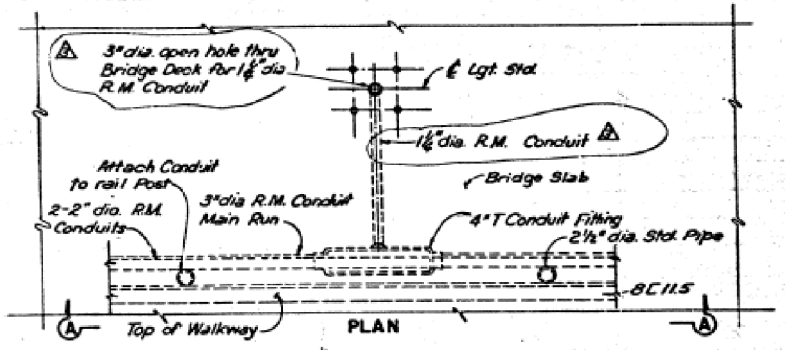 3" dia. open hole thru
Bridge Deck for 1¼" dia
R.M. Conduit
℄ Lgt. Std.
1¼" dia. R.M. Conduit
Bridge Slab
Attach Conduit
to rail Post
2-2" dia. R.M.
Conduits
3" dia R.M. Conduit
Main Run
4" T Conduit Fitting
2½" dia. Std. Pipe
8C11.5
Top of Walkway
A
PLAN
A